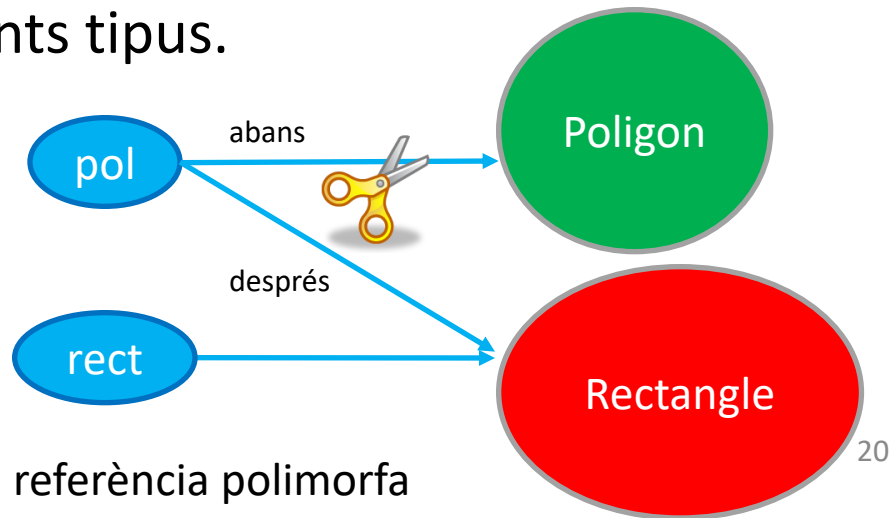 nts tipus.
abans
Poligon
pol
després
rect
Rectangle
20
referència polimorfa